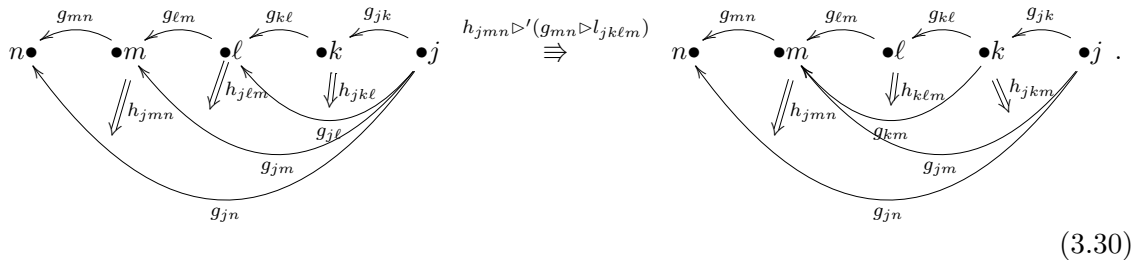 g_{mn} g_{ℓm} g_{kℓ} g_{jk} h_{jmn} ▷′ (g_{mn} ▷ l_{jkℓm}) g_{mn} g_{ℓm} g_{kℓ} g_{jk}
n • • m • ℓ • k • j ⇛ n • • m • ℓ • k • j .
h_{jmn} h_{jℓm} h_{jkℓ} h_{jmn} h_{kℓm} h_{jkm}
g_{jℓ} g_{km}
g_{jm} g_{jm}
g_{jn} g_{jn}
(3.30)